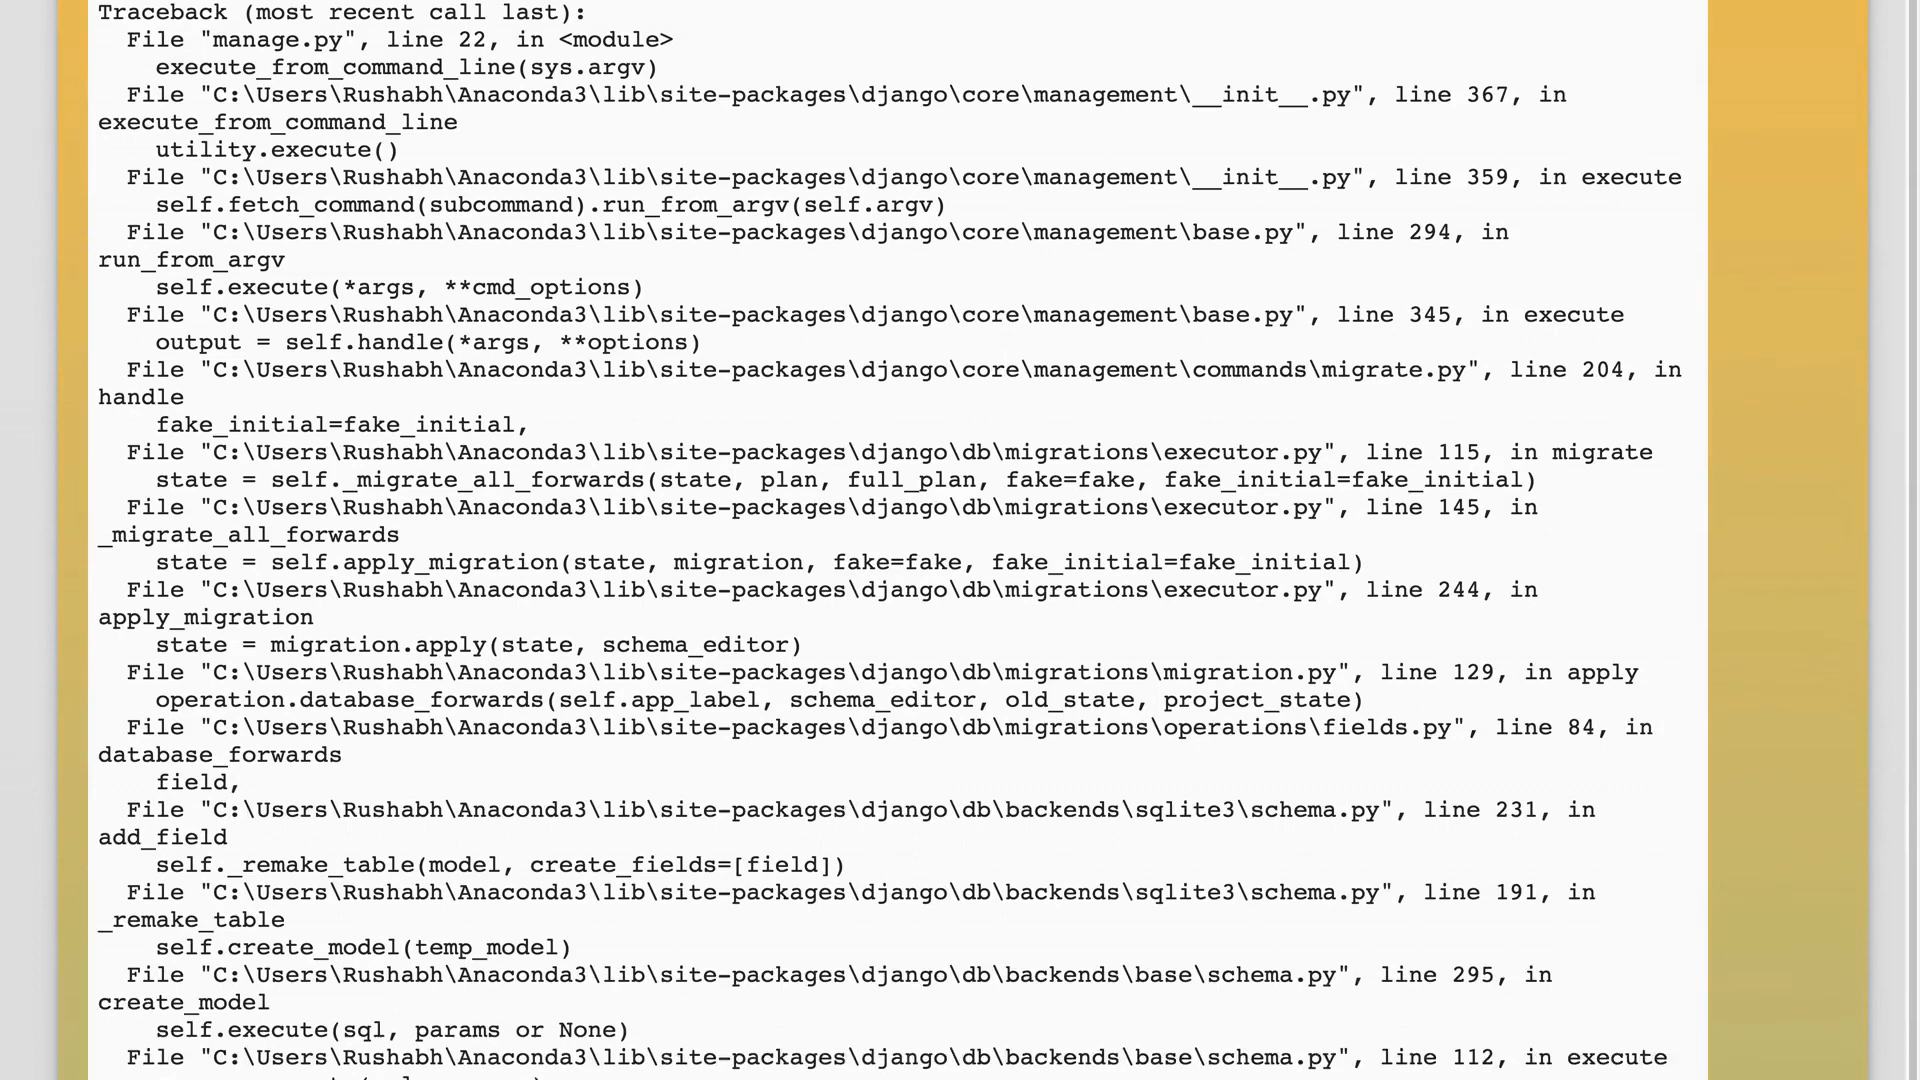 Traceback (most recent call last):
  File "manage.py", line 22, in <module>
    execute_from_command_line(sys.argv)
  File "C:\Users\Rushabh\Anaconda3\lib\site-packages\django\core\management\__init__.py", line 367, in
execute_from_command_line
    utility.execute()
  File "C:\Users\Rushabh\Anaconda3\lib\site-packages\django\core\management\__init__.py", line 359, in execute
    self.fetch_command(subcommand).run_from_argv(self.argv)
  File "C:\Users\Rushabh\Anaconda3\lib\site-packages\django\core\management\base.py", line 294, in
run_from_argv
    self.execute(*args, **cmd_options)
  File "C:\Users\Rushabh\Anaconda3\lib\site-packages\django\core\management\base.py", line 345, in execute
    output = self.handle(*args, **options)
  File "C:\Users\Rushabh\Anaconda3\lib\site-packages\django\core\management\commands\migrate.py", line 204, in
handle
    fake_initial=fake_initial,
  File "C:\Users\Rushabh\Anaconda3\lib\site-packages\django\db\migrations\executor.py", line 115, in migrate
    state = self._migrate_all_forwards(state, plan, full_plan, fake=fake, fake_initial=fake_initial)
  File "C:\Users\Rushabh\Anaconda3\lib\site-packages\django\db\migrations\executor.py", line 145, in
_migrate_all_forwards
    state = self.apply_migration(state, migration, fake=fake, fake_initial=fake_initial)
  File "C:\Users\Rushabh\Anaconda3\lib\site-packages\django\db\migrations\executor.py", line 244, in
apply_migration
    state = migration.apply(state, schema_editor)
  File "C:\Users\Rushabh\Anaconda3\lib\site-packages\django\db\migrations\migration.py", line 129, in apply
    operation.database_forwards(self.app_label, schema_editor, old_state, project_state)
  File "C:\Users\Rushabh\Anaconda3\lib\site-packages\django\db\migrations\operations\fields.py", line 84, in
database_forwards
    field,
  File "C:\Users\Rushabh\Anaconda3\lib\site-packages\django\db\backends\sqlite3\schema.py", line 231, in
add_field
    self._remake_table(model, create_fields=[field])
  File "C:\Users\Rushabh\Anaconda3\lib\site-packages\django\db\backends\sqlite3\schema.py", line 191, in
_remake_table
    self.create_model(temp_model)
  File "C:\Users\Rushabh\Anaconda3\lib\site-packages\django\db\backends\base\schema.py", line 295, in
create_model
    self.execute(sql, params or None)
  File "C:\Users\Rushabh\Anaconda3\lib\site-packages\django\db\backends\base\schema.py", line 112, in execute